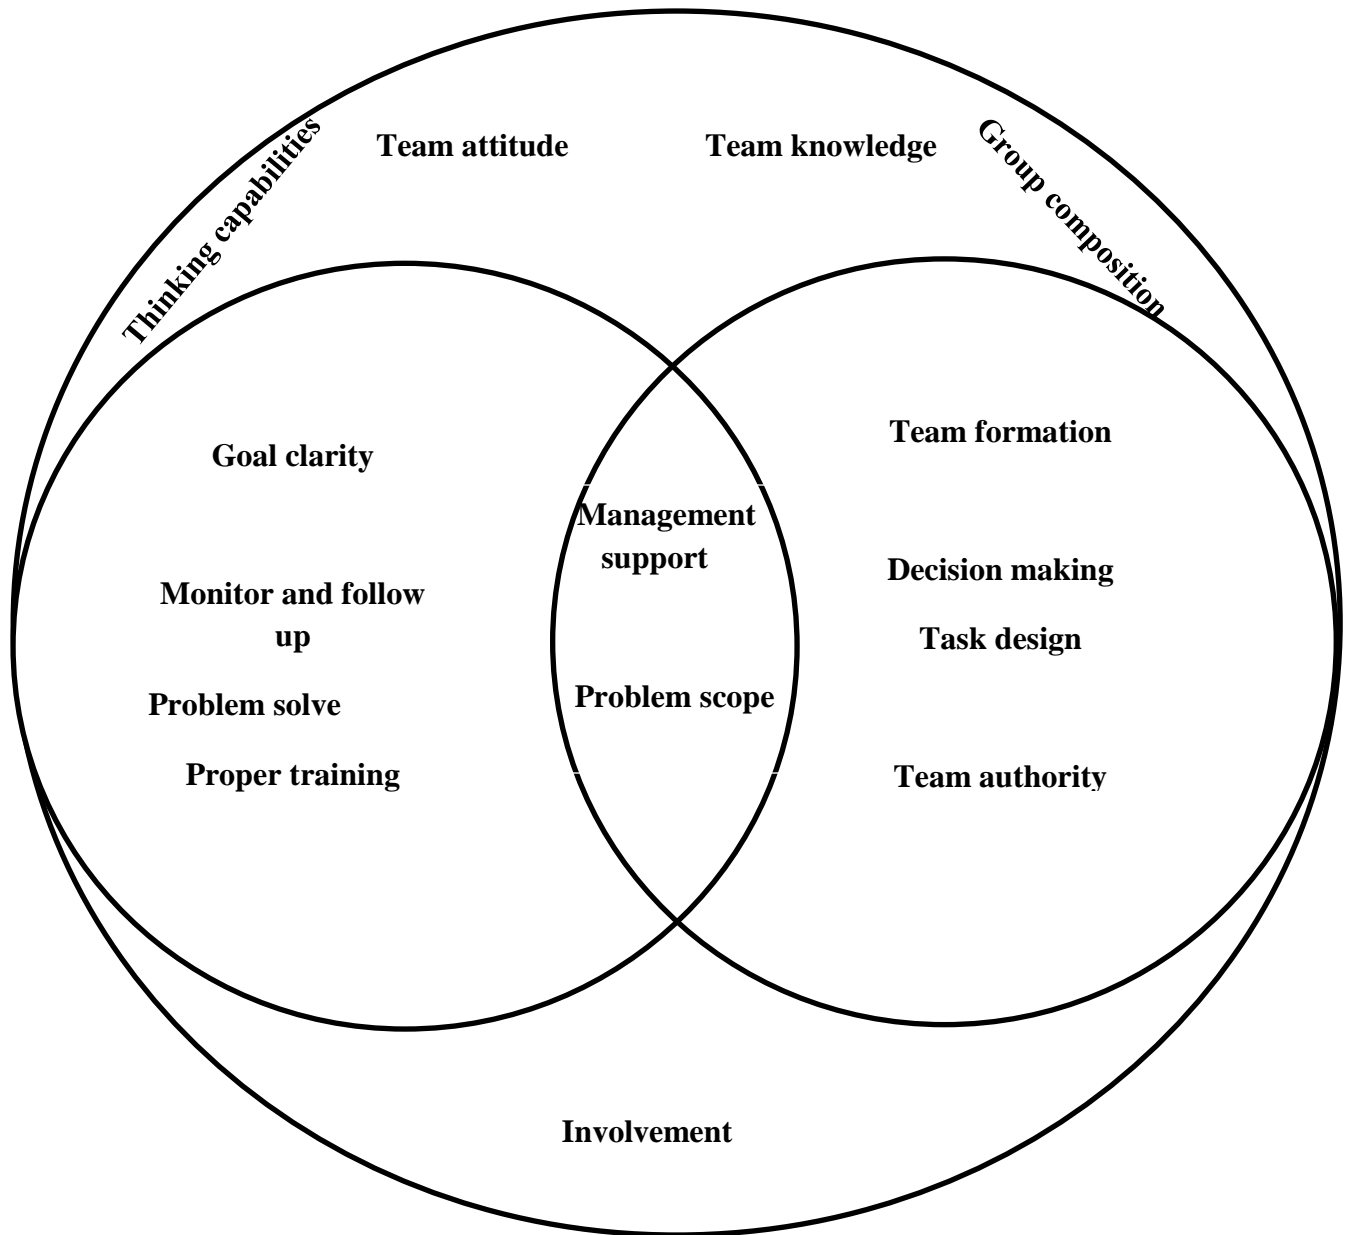 Team attitude
Team knowledge
Thinking capabilities
Group composition
Goal clarity
Monitor and follow
up
Problem solve
Proper training
Management
support
Problem scope
Team formation
Decision making
Task design
Team authority
Involvement